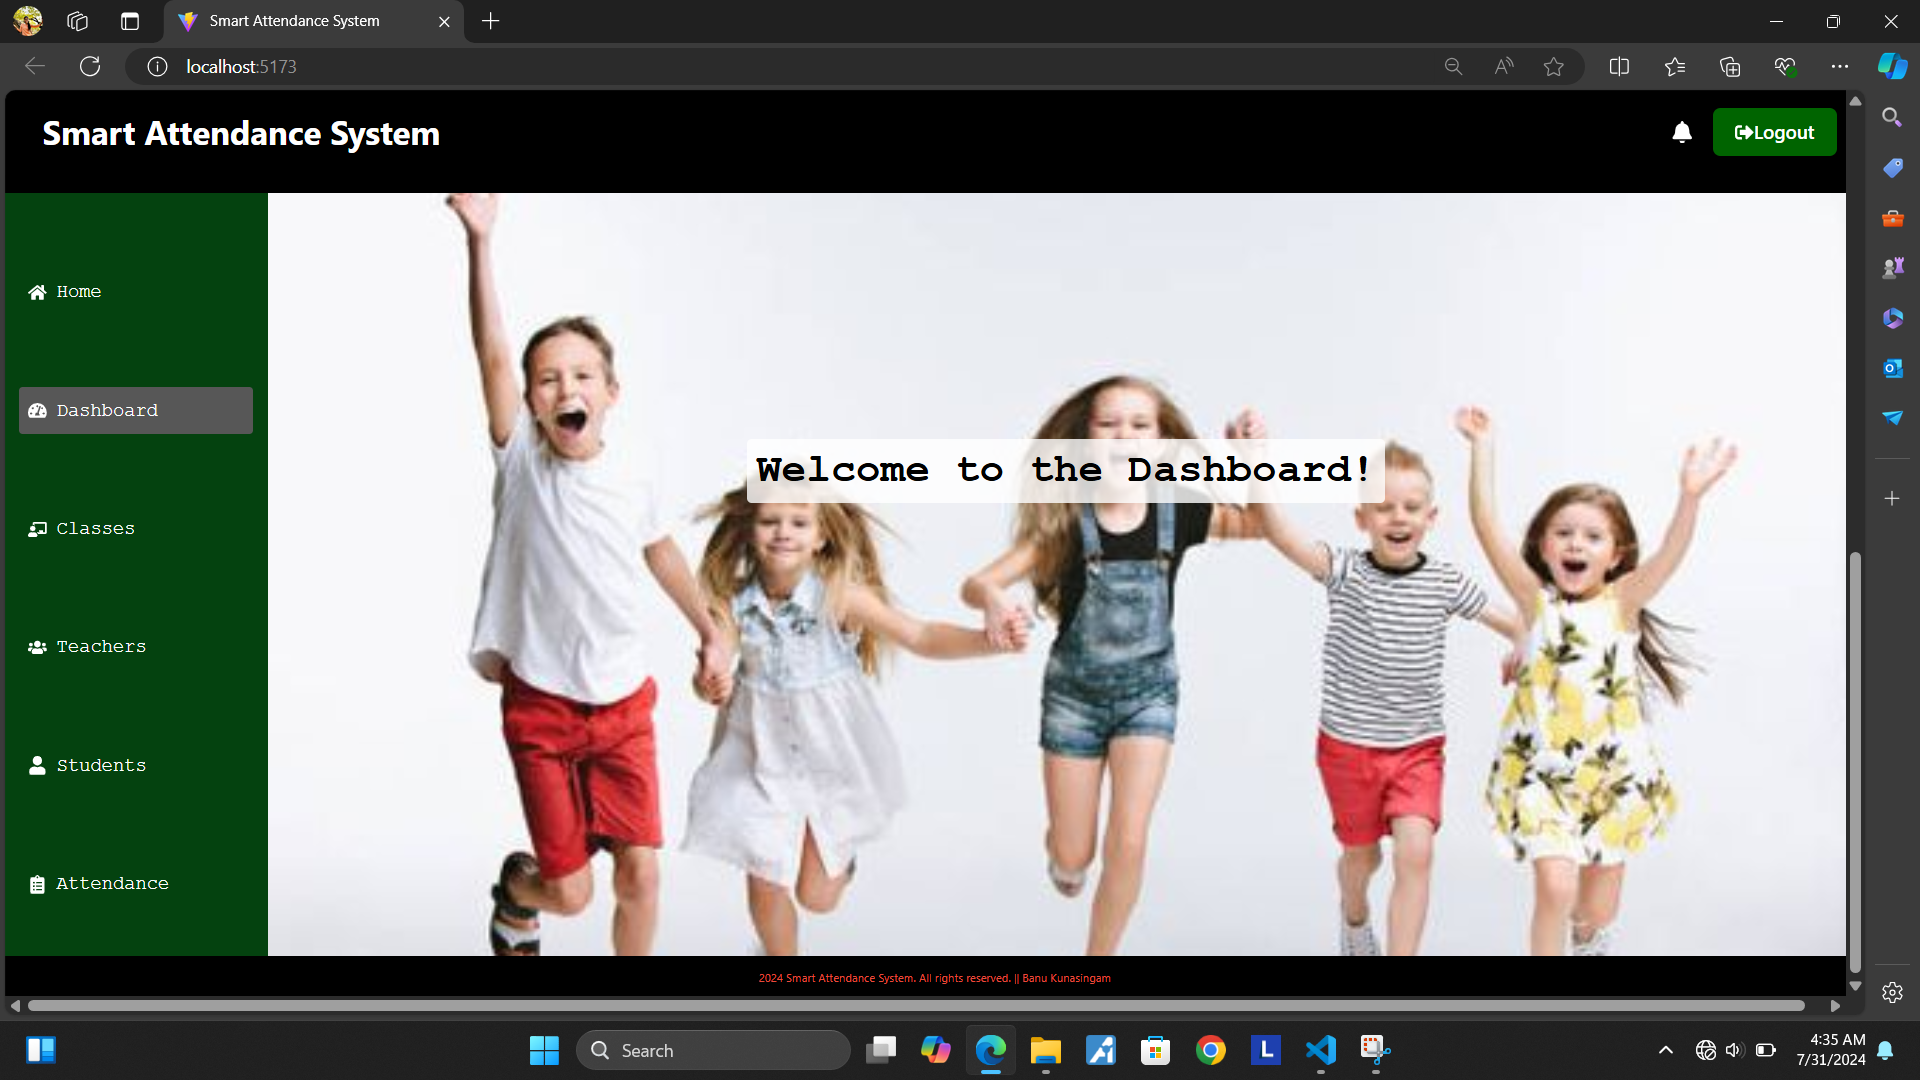 Smart Attendance System
localhost:5173
Smart Attendance System
Logout
Home
Dashboard
Classes
Teachers
Students
Attendance
Welcome to the Dashboard!
2024 Smart Attendance System. All rights reserved. || Banu Kunasingam
Search
L
4:35 AM
7/31/2024